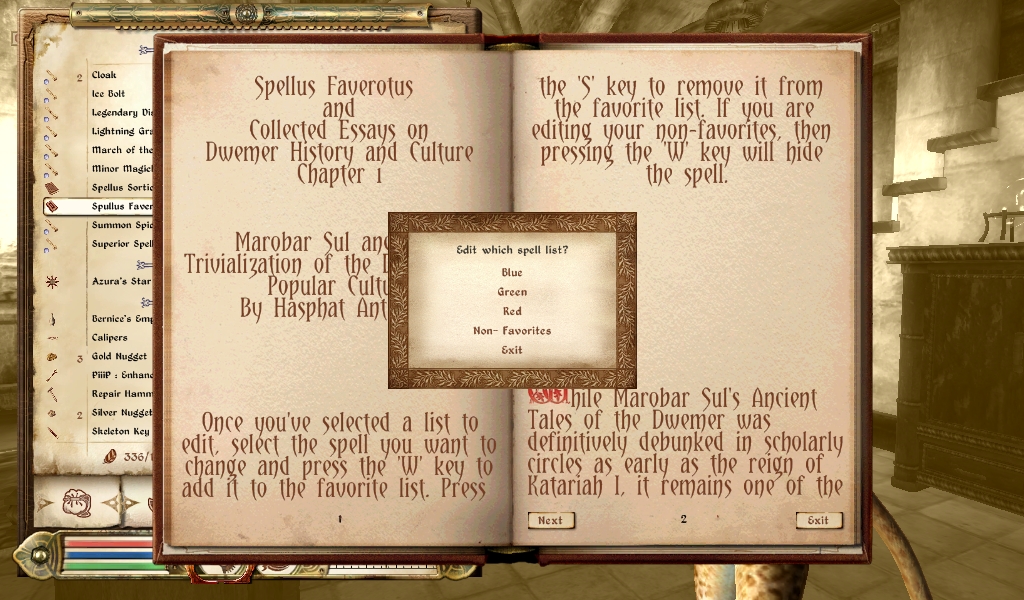 2 Cloak
Ice Bolt
Legendary Di
Lightning Gra
March of the
Minor Magic
Spellus Sortic
Spullus Faver
Summon Spid
Superior Spell
Azura's Star
Bernice's Emp
Calipers
3 Gold Nugget
PiiiP : Enhanc
Repair Hamm
2 Silver Nugget
Skeleton Key
336/
Spellus Faverotus
and
Collected Essays on
Dwemer History and Culture
Chapter 1
Marobar Sul and
Trivialization of the D
Popular Cultu
By Hasphat Ant
Once you've selected a list to
edit, select the spell you want to
change and press the 'W' key to
add it to the favorite list. Press
1
the 'S' key to remove it from
the favorite list. If you are
editing your non-favorites, then
pressing the 'W' key will hide
the spell.
While Marobar Sul's Ancient
Tales of the Dwemer was
definitively debunked in scholarly
circles as early as the reign of
Katariah I, it remains one of the
Next
2
Exit
Edit which spell list?
Blue
Green
Red
Non- Favorites
Exit